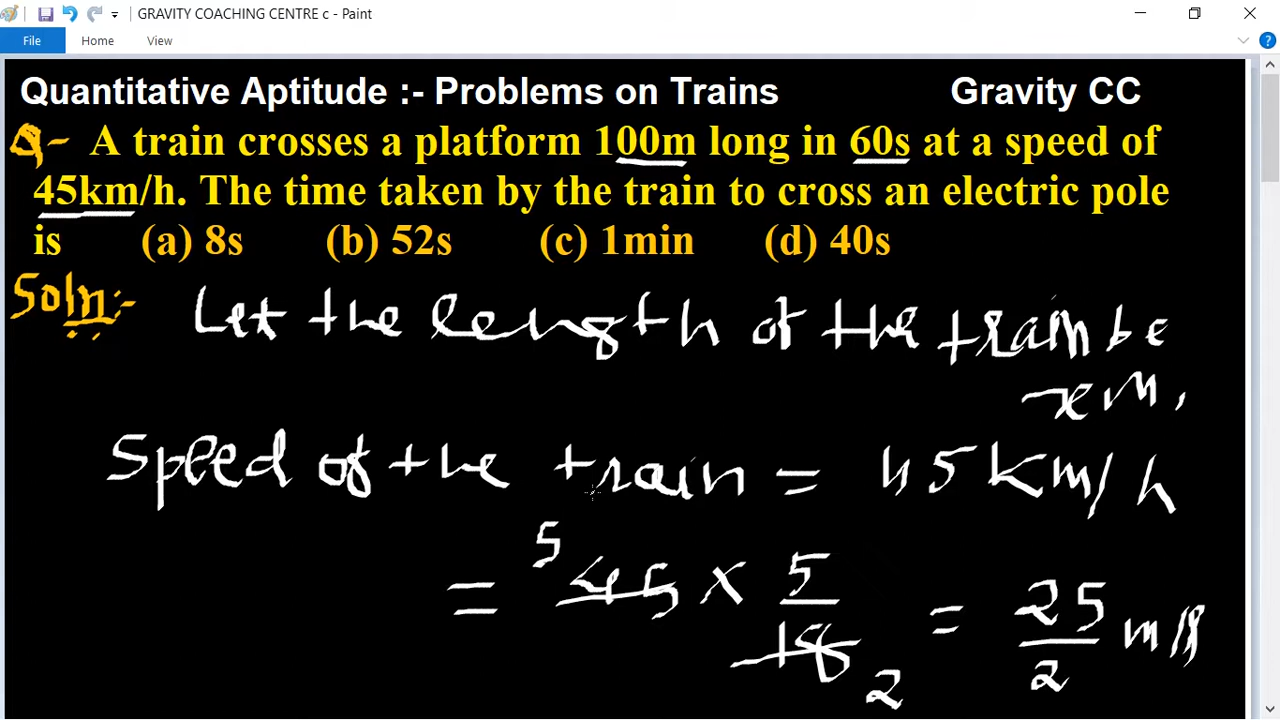 GRAVITY COACHING CENTRE c - Paint
File Home View
Quantitative Aptitude :- Problems on Trains Gravity CC
Q- A train crosses a platform 100m long in 60s at a speed of
45km/h. The time taken by the train to cross an electric pole
is (a) 8s (b) 52s (c) 1min (d) 40s
Soln:- Let the length of the train be
x m,
Speed of the train = 45 km/h
= 5 45 × 5/18 2 = 25/2 m/s